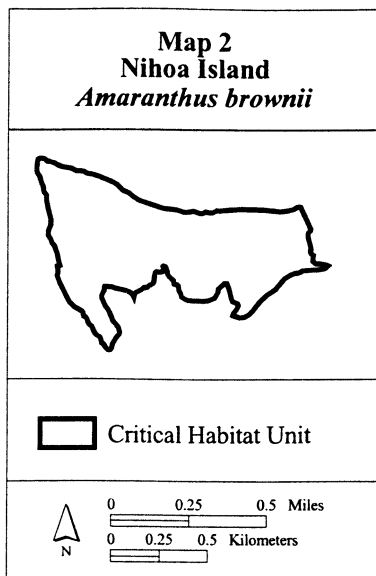 Map 2
Nihoa Island
Amaranthus brownii
Critical Habitat Unit
0 0.25 0.5 Miles
0 0.25 0.5 Kilometers
N